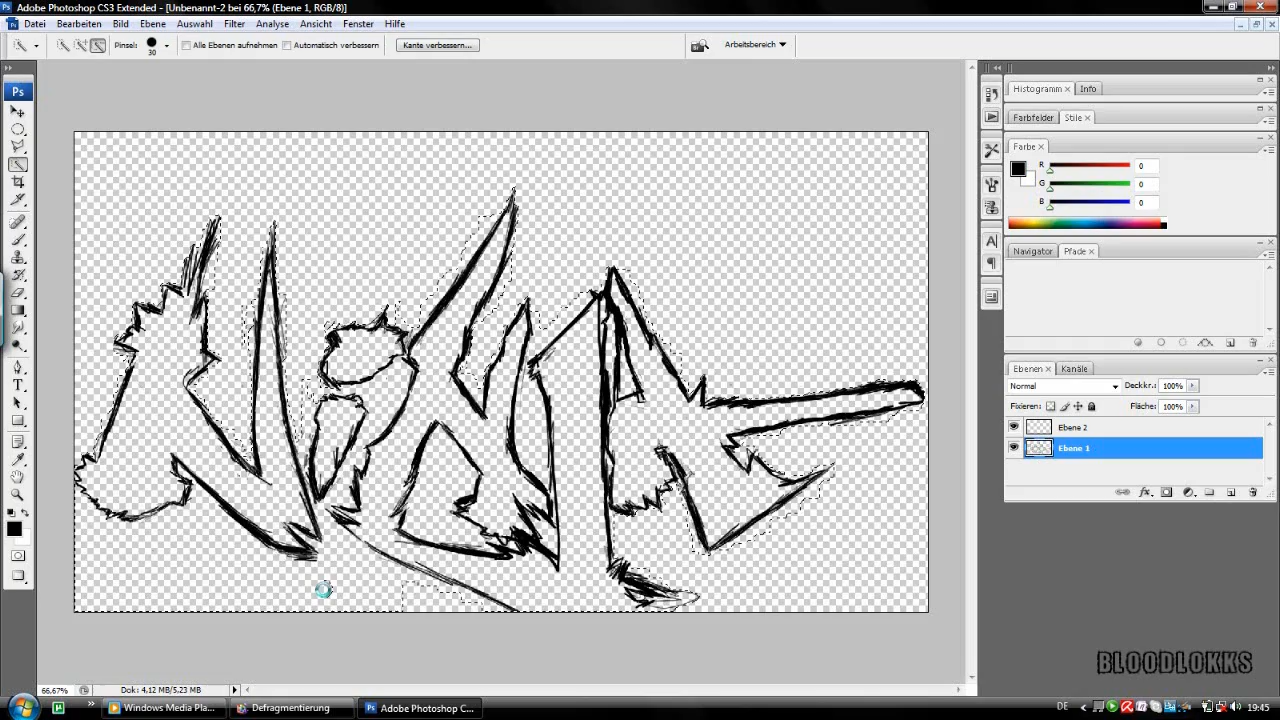 Adobe Photoshop CS3 Extended - [Unbenannt-2 bei 66,7% (Ebene 1, RGB/8)]
Datei Bearbeiten Bild Ebene Auswahl Filter Analyse Ansicht Fenster Hilfe
Pinsel: 30 Alle Ebenen aufnehmen Automatisch verbessern Kante verbessern... Arbeitsbereich
Ps
Histogramm Info
Farbfelder Stile
Farbe
R 0
G 0
B 0
Navigator Pfade
Ebenen Kanäle
Normal Deckkr.: 100%
Fixieren: Fläche: 100%
Ebene 2
Ebene 1
BLOODLOKKS
66,67% Dok: 4,12 MB/5,23 MB
Windows Media Pla... Defragmentierung Adobe Photoshop C... DE 19:45